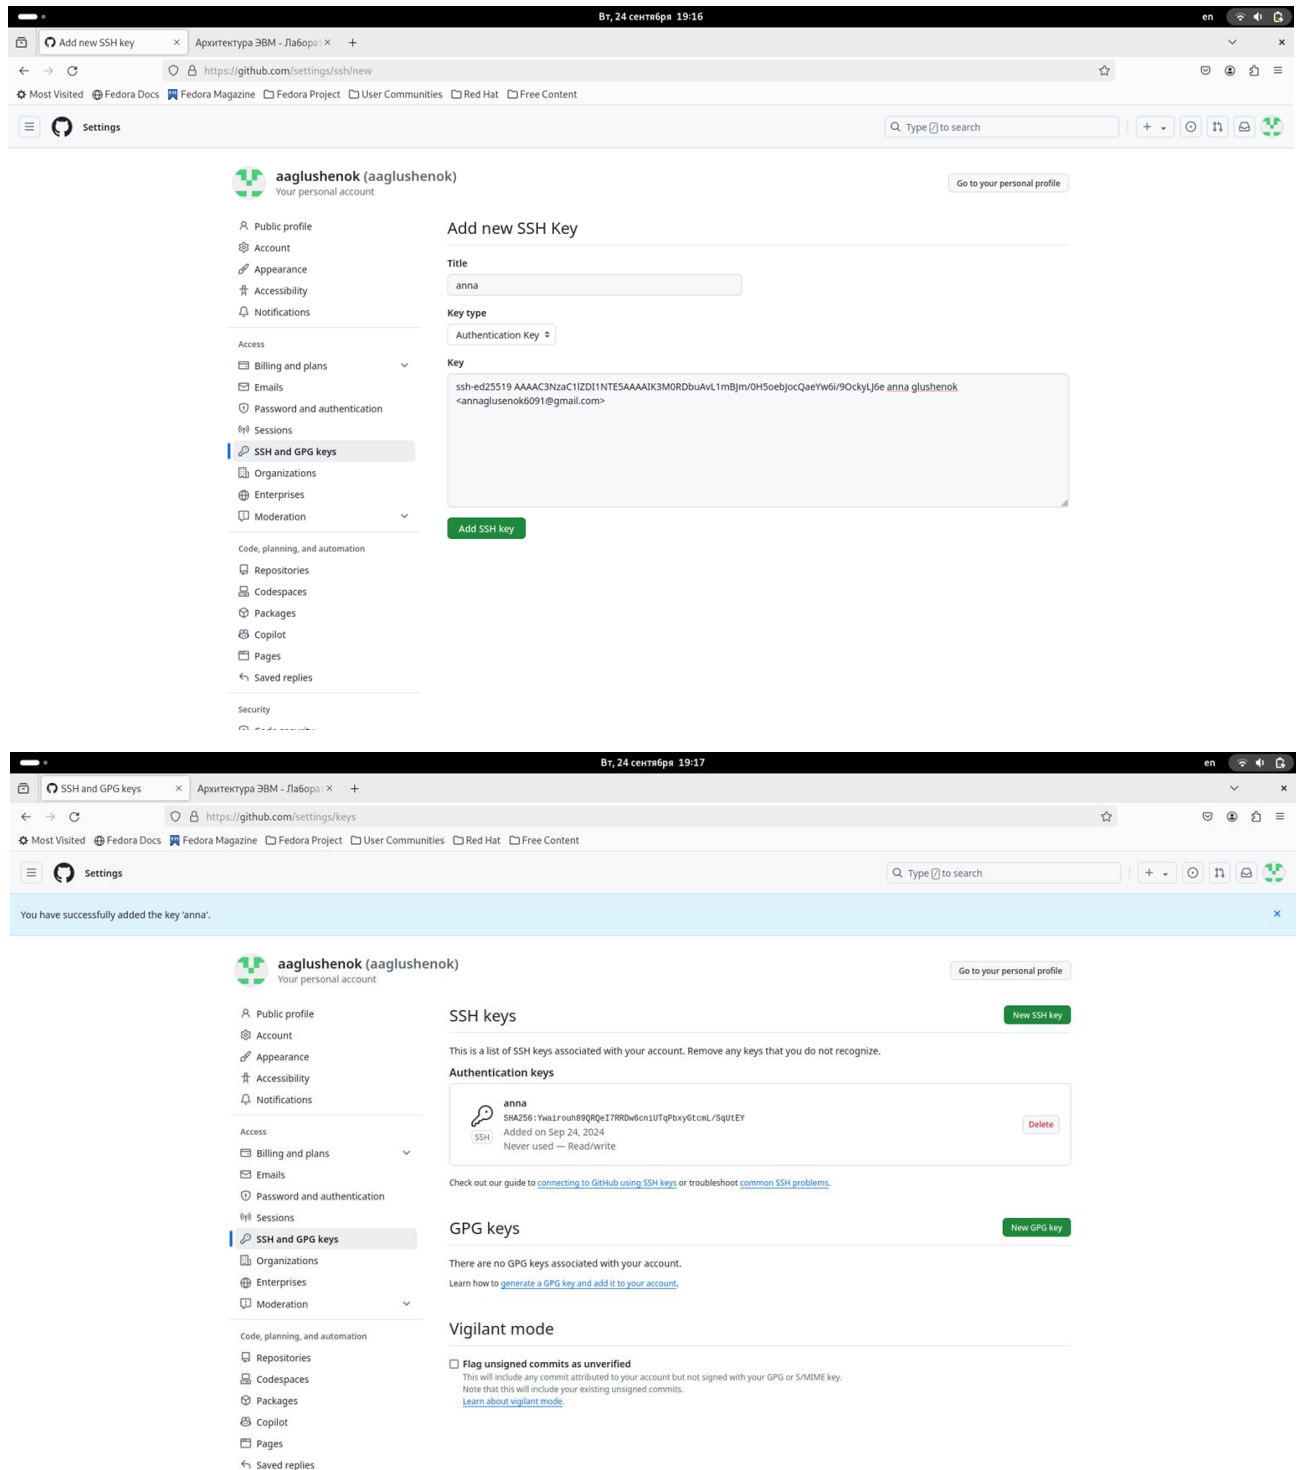 Вт, 24 сентября 19:16
en
Add new SSH key
Архитектура ЭВМ - Лабора
https://github.com/settings/ssh/new
Most Visited Fedora Docs Fedora Magazine Fedora Project User Communities Red Hat Free Content
Settings
Type / to search
aaglushenok (aaglushenok)
Your personal account
Go to your personal profile
Public profile
Account
Appearance
Accessibility
Notifications
Access
Billing and plans
Emails
Password and authentication
Sessions
SSH and GPG keys
Organizations
Enterprises
Moderation
Code, planning, and automation
Repositories
Codespaces
Packages
Copilot
Pages
Saved replies
Security
Code security
Add new SSH Key
Title
anna
Key type
Authentication Key
Key
ssh-ed25519 AAAAC3NzaC1lZDI1NTE5AAAAIK3M0RDbuAvL1mBJm/0H5oebJocQaeYw6i/9OckyLJ6e anna glushenok
<annaglusenok6091@gmail.com>
Add SSH key
Вт, 24 сентября 19:17
en
SSH and GPG keys
Архитектура ЭВМ - Лабора
https://github.com/settings/keys
Most Visited Fedora Docs Fedora Magazine Fedora Project User Communities Red Hat Free Content
Settings
Type / to search
You have successfully added the key 'anna'.
aaglushenok (aaglushenok)
Your personal account
Go to your personal profile
Public profile
Account
Appearance
Accessibility
Notifications
Access
Billing and plans
Emails
Password and authentication
Sessions
SSH and GPG keys
Organizations
Enterprises
Moderation
Code, planning, and automation
Repositories
Codespaces
Packages
Copilot
Pages
Saved replies
SSH keys
New SSH key
This is a list of SSH keys associated with your account. Remove any keys that you do not recognize.
Authentication keys
anna
SHA256:Ywairouh89QRQeI7RRDw6cniUTqPbxyGtcmL/SqUtEY
Added on Sep 24, 2024
Never used — Read/write
SSH
Delete
Check out our guide to connecting to GitHub using SSH keys or troubleshoot common SSH problems.
GPG keys
New GPG key
There are no GPG keys associated with your account.
Learn how to generate a GPG key and add it to your account.
Vigilant mode
Flag unsigned commits as unverified
This will include any commit attributed to your account but not signed with your GPG or S/MIME key.
Note that this will include your existing unsigned commits.
Learn about vigilant mode.